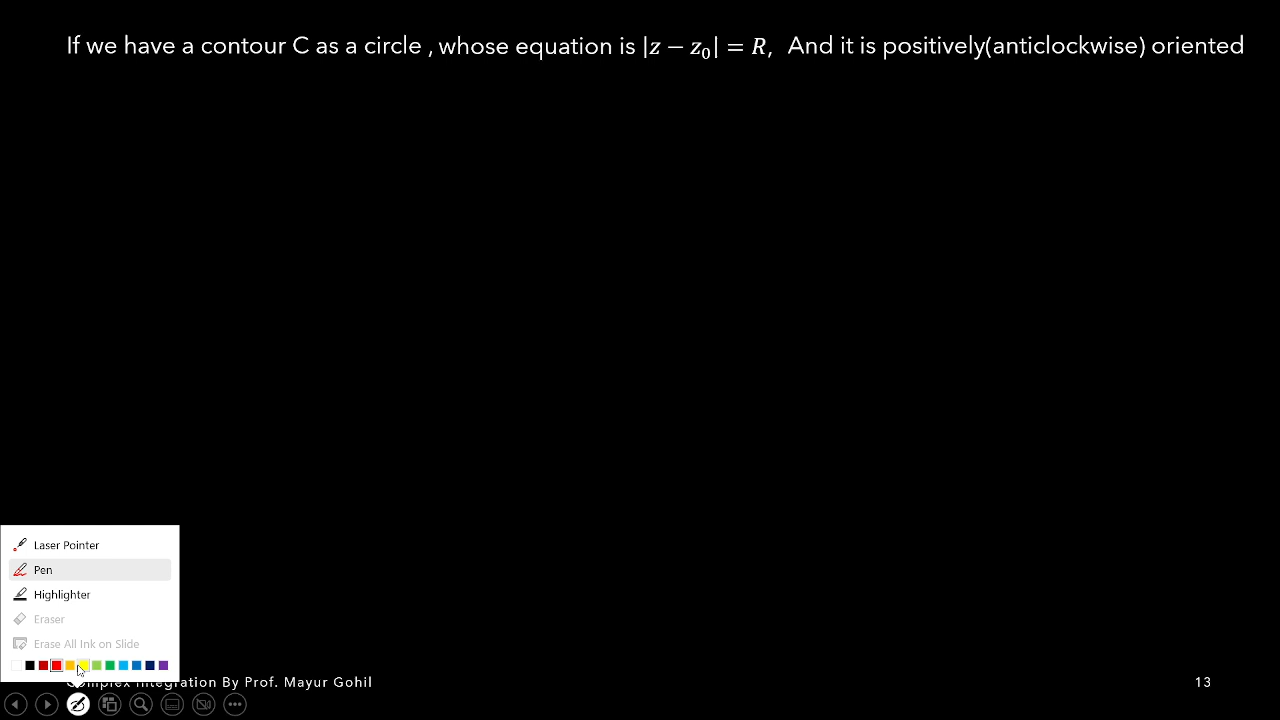 If we have a contour C as a circle , whose equation is |z − z₀| = R, And it is positively(anticlockwise) oriented
Laser Pointer
Pen
Highlighter
Eraser
Erase All Ink on Slide
Complex Integration By Prof. Mayur Gohil
13